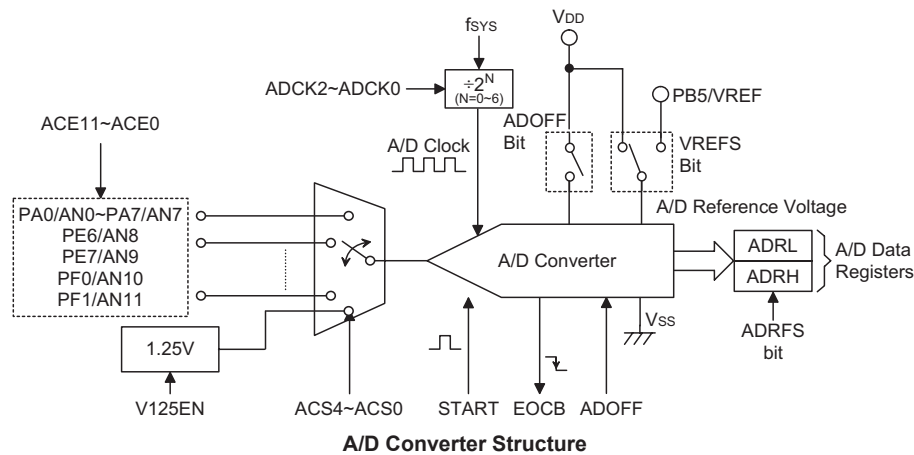 fSYS
VDD
ADCK2~ADCK0
÷2^N
(N=0~6)
PB5/VREF
ACE11~ACE0
ADOFF
Bit
VREFS
Bit
A/D Clock
PA0/AN0~PA7/AN7
PE6/AN8
PE7/AN9
PF0/AN10
PF1/AN11
A/D Reference Voltage
A/D Converter
ADRL
ADRH
A/D Data
Registers
1.25V
VSS
ADRFS
bit
V125EN
ACS4~ACS0
START
EOCB
ADOFF
A/D Converter Structure